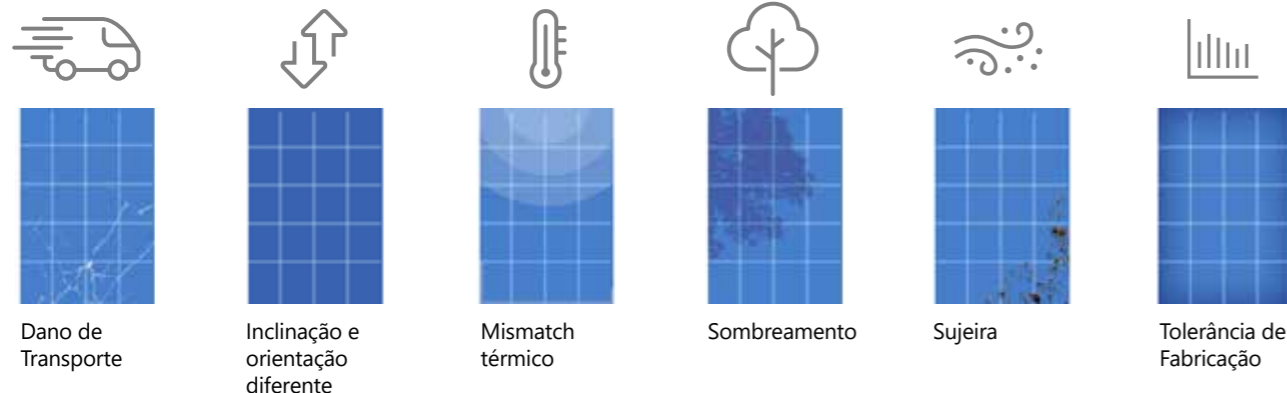 Dano de
Transporte
Inclinação e
orientação
diferente
Mismatch
térmico
Sombreamento
Sujeira
Tolerância de
Fabricação